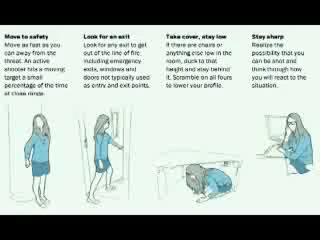 Move to safety
Move as fast as you
can away from the
threat. An active
shooter hits a moving
target a small
percentage of the time
at close range.
Look for an exit
Look for any exit to get
out of the line of fire
including emergency
exits, windows and
doors not typically used
as entry and exit points.
Take cover, stay low
If there are chairs or
anything else low in the
room, duck to that
height and stay behind
it. Scramble on all fours
to lower your profile.
Stay sharp
Realize the
possibility that you
can be shot and
think through how
you will react to the
situation.